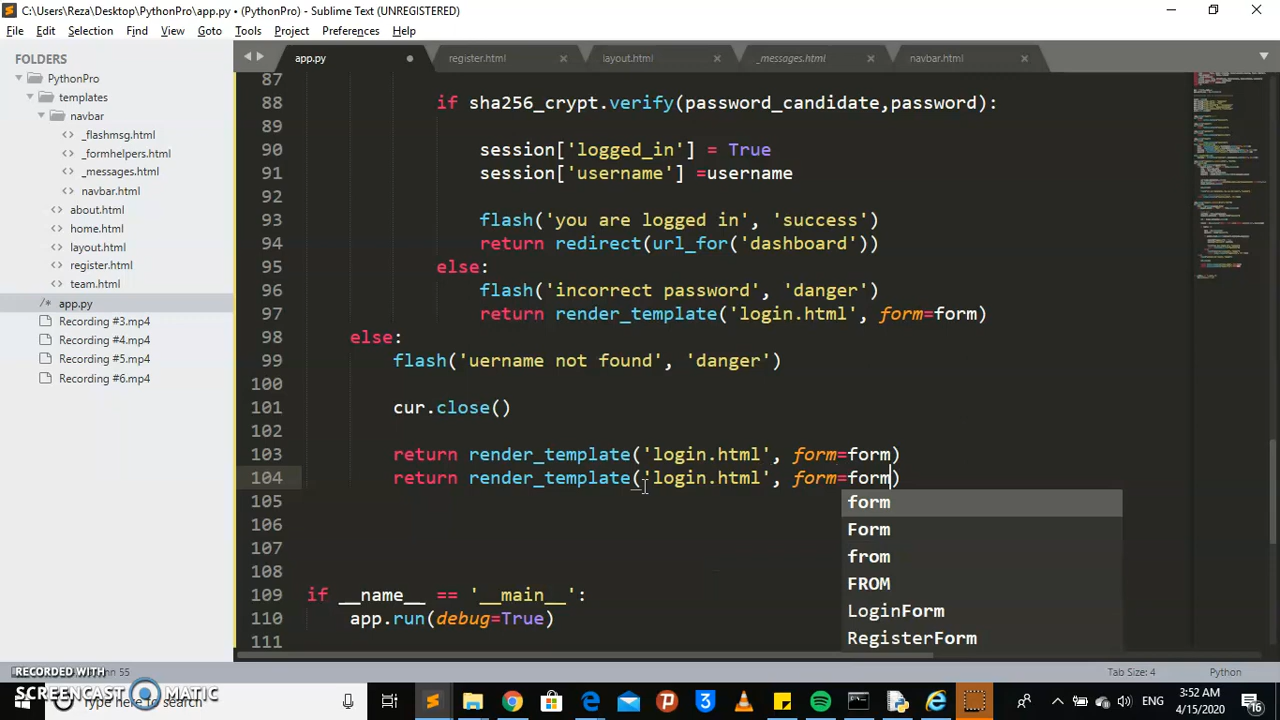 C:\Users\Reza\Desktop\PythonPro\app.py • (PythonPro) - Sublime Text (UNREGISTERED)
File Edit Selection Find View Goto Tools Project Preferences Help
FOLDERS
PythonPro
templates
navbar
_flashmsg.html
_formhelpers.html
_messages.html
navbar.html
about.html
home.html
layout.html
register.html
team.html
/* app.py
Recording #3.mp4
Recording #4.mp4
Recording #5.mp4
Recording #6.mp4
app.py register.html layout.html _messages.html navbar.html
87
88 if sha256_crypt.verify(password_candidate,password):
89
90 session['logged_in'] = True
91 session['username'] =username
92
93 flash('you are logged in', 'success')
94 return redirect(url_for('dashboard'))
95 else:
96 flash('incorrect password', 'danger')
97 return render_template('login.html', form=form)
98 else:
99 flash('uername not found', 'danger')
100
101 cur.close()
102
103 return render_template('login.html', form=form)
104 return render_template('login.html', form=form)
105
106
107
108
109 if __name__ == '__main__':
110 app.run(debug=True)
111
form
Form
from
FROM
LoginForm
RegisterForm
RECORDED WITH
SCREENCAST MATIC
mn 55
Tab Size: 4 Python
Type here to search
ENG
3:52 AM
4/15/2020
16